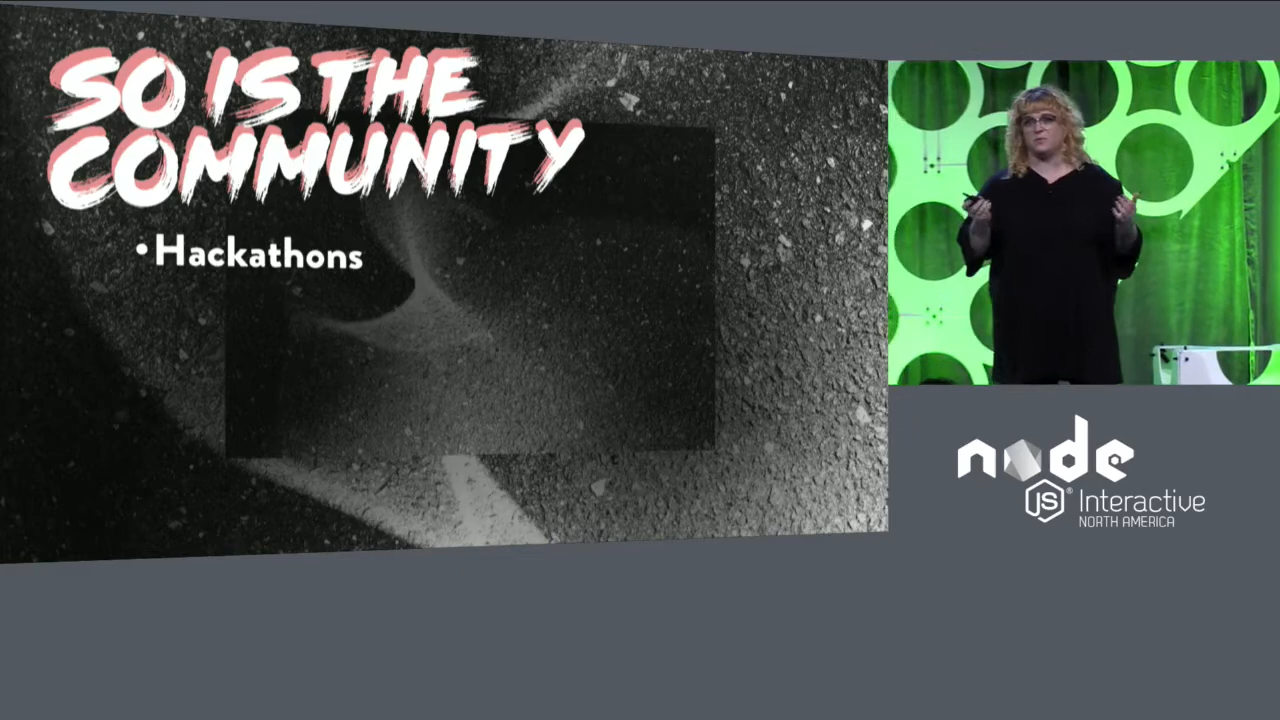 SO IS THE
COMMUNITY
• Hackathons
node
JS® Interactive
NORTH AMERICA